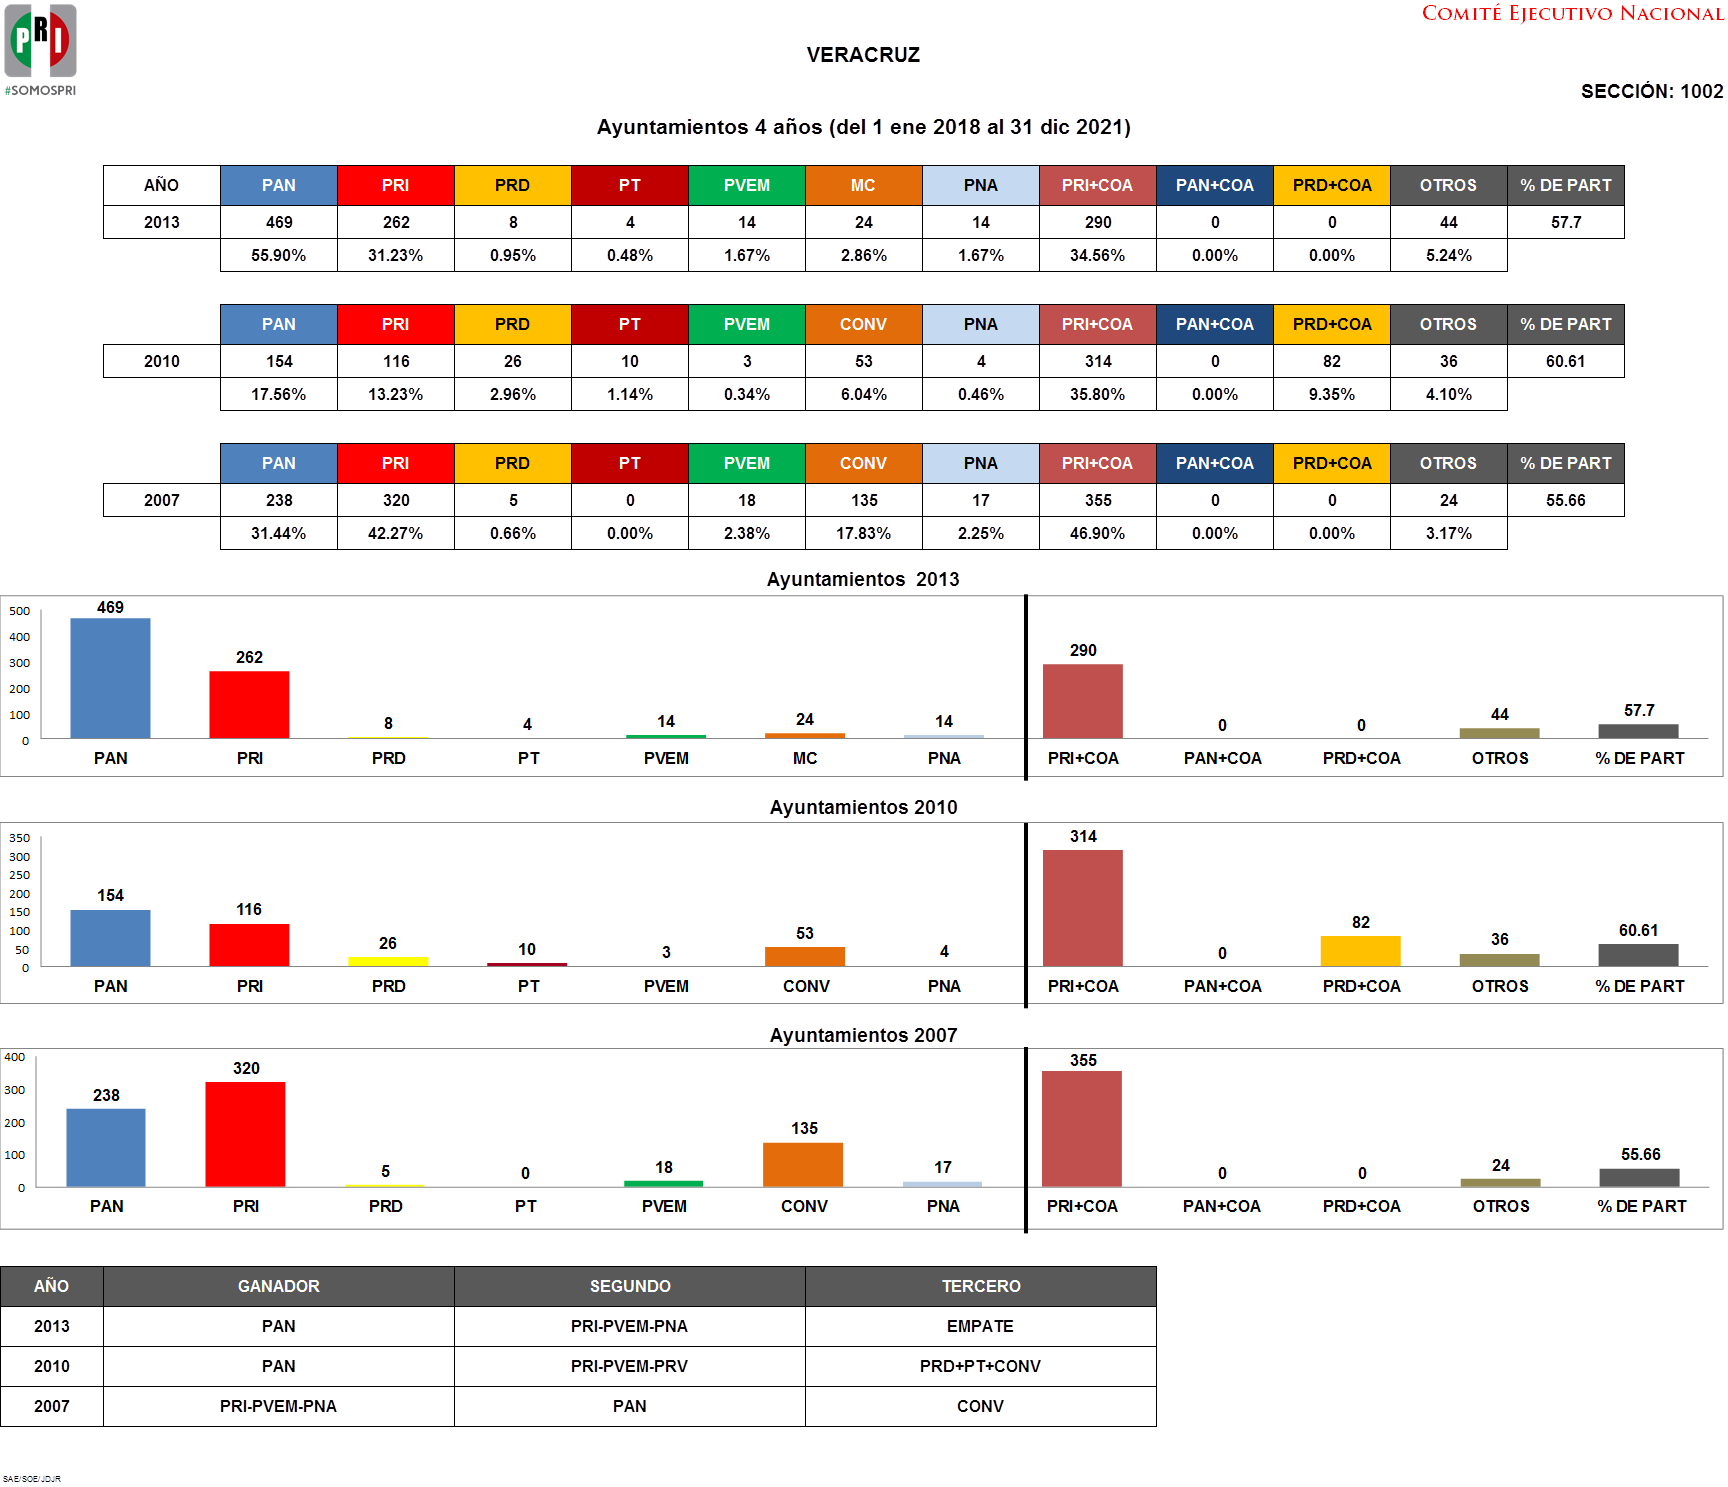 PRI
#SOMOSPRI
COMITÉ EJECUTIVO NACIONAL
VERACRUZ
SECCIÓN: 1002
Ayuntamientos 4 años (del 1 ene 2018 al 31 dic 2021)
AÑO PAN PRI PRD PT PVEM MC PNA PRI+COA PAN+COA PRD+COA OTROS % DE PART
2013 469 262 8 4 14 24 14 290 0 0 44 57.7
55.90% 31.23% 0.95% 0.48% 1.67% 2.86% 1.67% 34.56% 0.00% 0.00% 5.24%
PAN PRI PRD PT PVEM CONV PNA PRI+COA PAN+COA PRD+COA OTROS % DE PART
2010 154 116 26 10 3 53 4 314 0 82 36 60.61
17.56% 13.23% 2.96% 1.14% 0.34% 6.04% 0.46% 35.80% 0.00% 9.35% 4.10%
PAN PRI PRD PT PVEM CONV PNA PRI+COA PAN+COA PRD+COA OTROS % DE PART
2007 238 320 5 0 18 135 17 355 0 0 24 55.66
31.44% 42.27% 0.66% 0.00% 2.38% 17.83% 2.25% 46.90% 0.00% 0.00% 3.17%
Ayuntamientos 2013
500
400
300
200
100
0
469 262 8 4 14 24 14 290 0 0 44 57.7
PAN PRI PRD PT PVEM MC PNA PRI+COA PAN+COA PRD+COA OTROS % DE PART
Ayuntamientos 2010
350
300
250
200
150
100
50
0
154 116 26 10 3 53 4 314 0 82 36 60.61
PAN PRI PRD PT PVEM CONV PNA PRI+COA PAN+COA PRD+COA OTROS % DE PART
Ayuntamientos 2007
400
300
200
100
0
238 320 5 0 18 135 17 355 0 0 24 55.66
PAN PRI PRD PT PVEM CONV PNA PRI+COA PAN+COA PRD+COA OTROS % DE PART
AÑO GANADOR SEGUNDO TERCERO
2013 PAN PRI-PVEM-PNA EMPATE
2010 PAN PRI-PVEM-PRV PRD+PT+CONV
2007 PRI-PVEM-PNA PAN CONV
SAE/SOE/JDJR